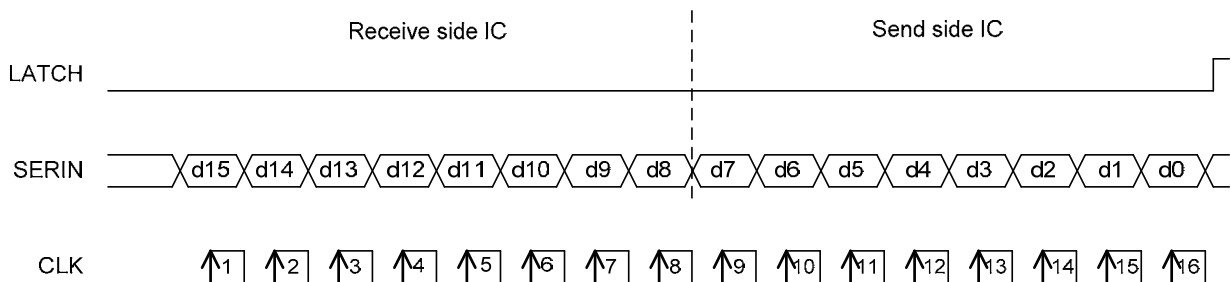 Receive side IC Send side IC
LATCH
SERIN d15 d14 d13 d12 d11 d10 d9 d8 d7 d6 d5 d4 d3 d2 d1 d0
CLK 1 2 3 4 5 6 7 8 9 10 11 12 13 14 15 16